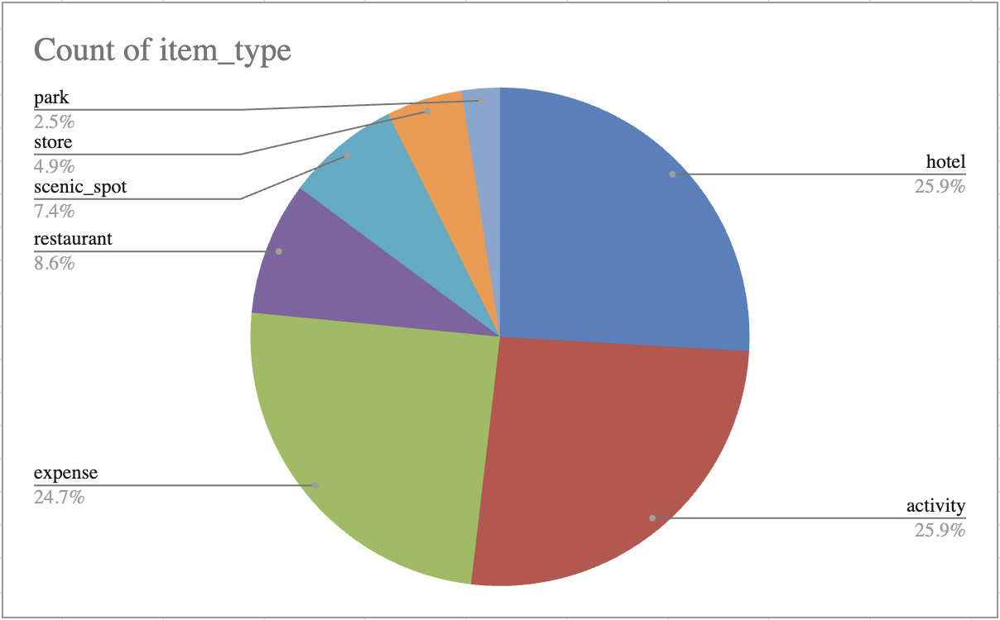 Count of item_type
park
2.5%
store
4.9%
scenic_spot
7.4%
restaurant
8.6%
expense
24.7%
hotel
25.9%
activity
25.9%